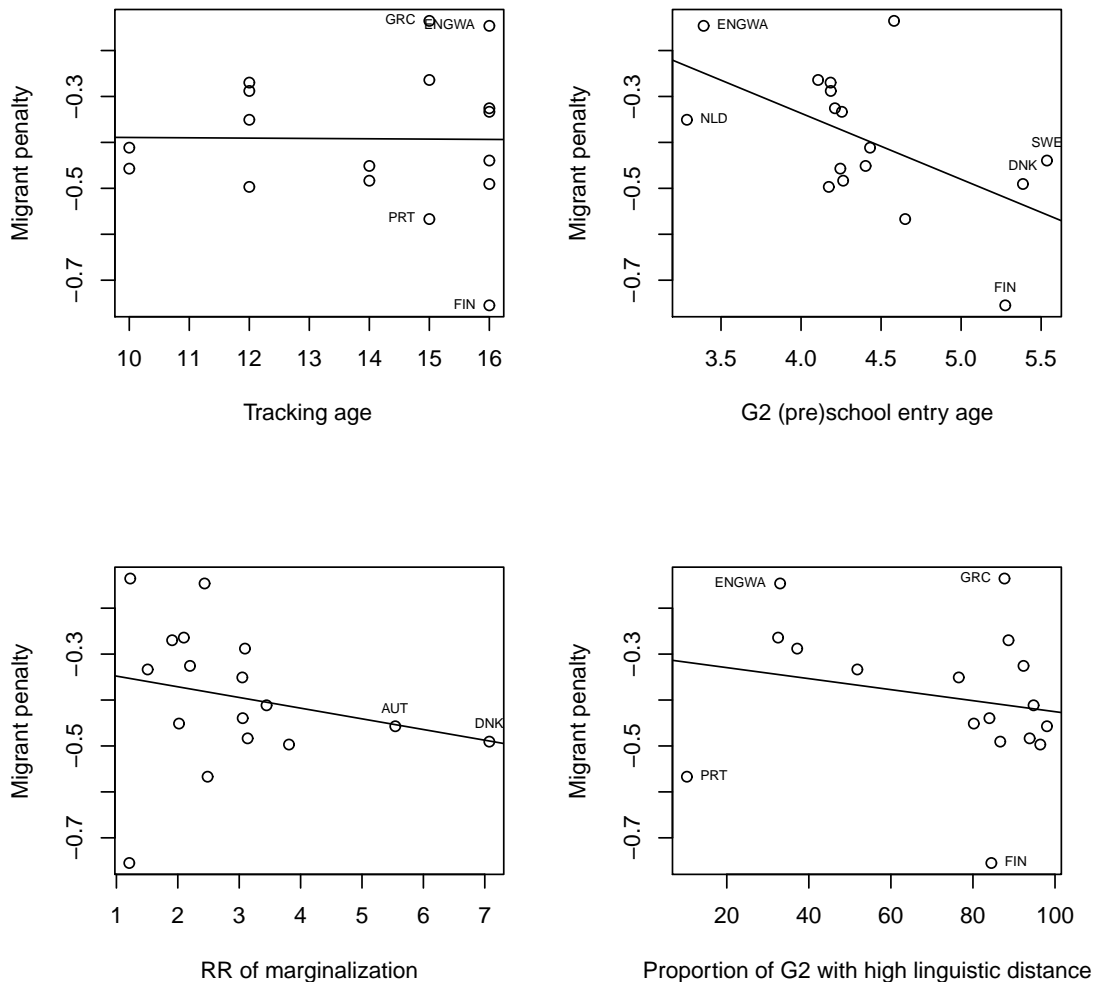 GRC
ENGWA
PRT
FIN
Migrant penalty
−0.3
−0.5
−0.7
10 11 12 13 14 15 16
Tracking age
ENGWA
NLD
SWE
DNK
FIN
Migrant penalty
−0.3
−0.5
−0.7
3.5 4.0 4.5 5.0 5.5
G2 (pre)school entry age
AUT
DNK
Migrant penalty
−0.3
−0.5
−0.7
1 2 3 4 5 6 7
RR of marginalization
ENGWA
GRC
PRT
FIN
Migrant penalty
−0.3
−0.5
−0.7
20 40 60 80 100
Proportion of G2 with high linguistic distance